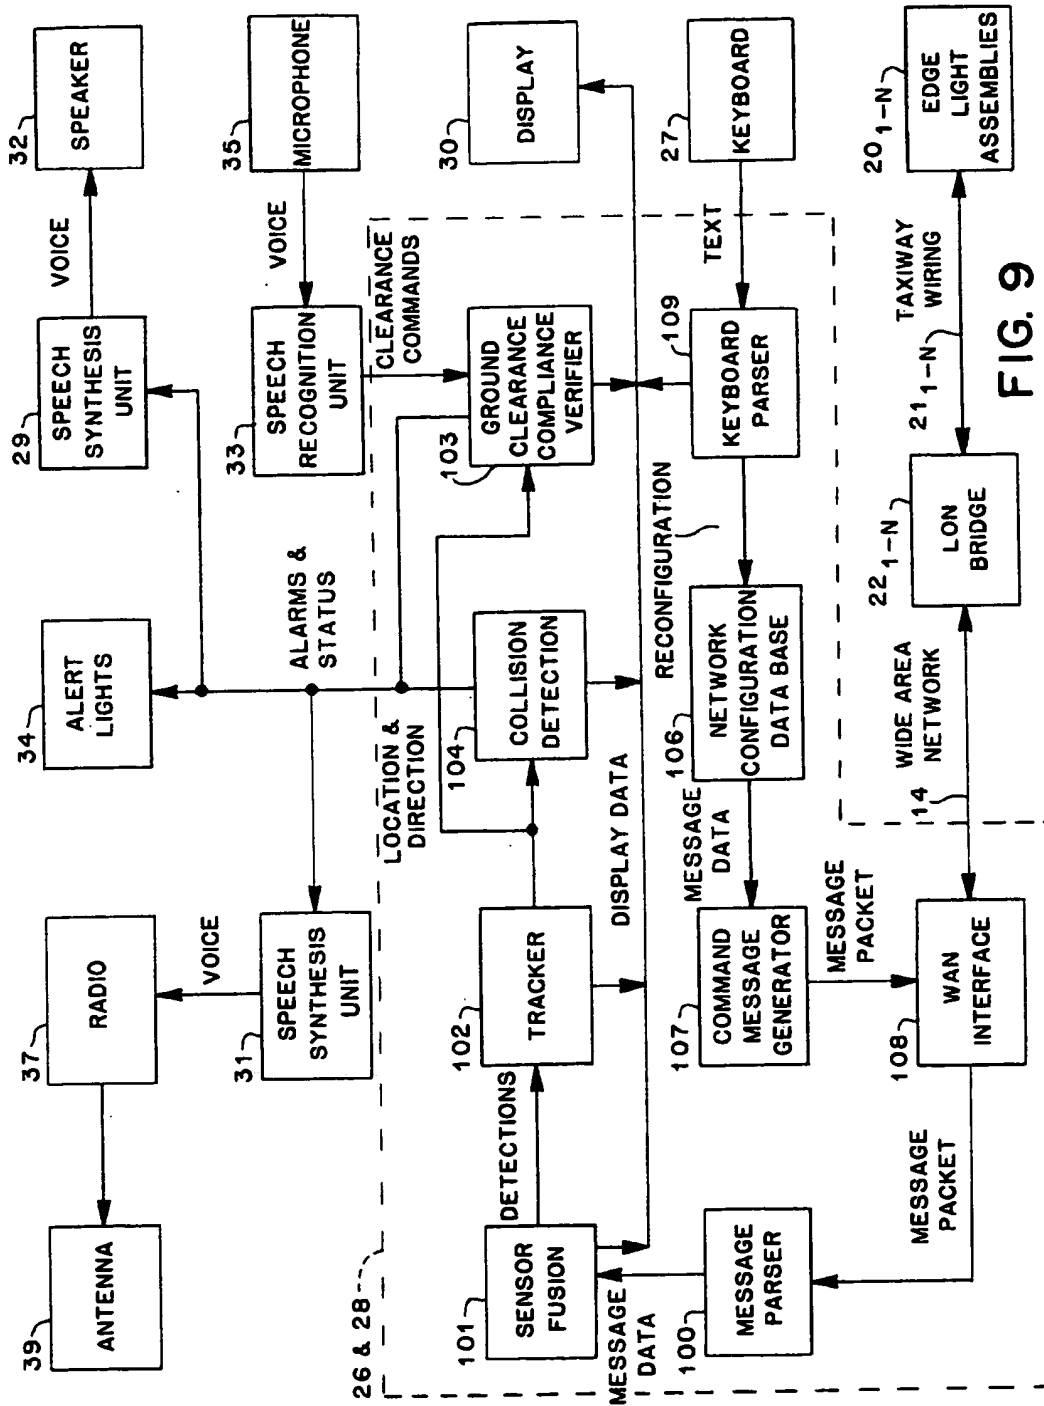 39
ANTENNA
37
RADIO
VOICE
31
SPEECH
SYNTHESIS
UNIT
34
ALERT
LIGHTS
ALARMS &
STATUS
29
SPEECH
SYNTHESIS
UNIT
VOICE
32
SPEAKER
35
MICROPHONE
VOICE
33
SPEECH
RECOGNITION
UNIT
CLEARANCE
COMMANDS
26 & 28
LOCATION &
DIRECTION
101
SENSOR
FUSION
DETECTIONS
102
TRACKER
104
COLLISION
DETECTION
103
GROUND
CLEARANCE
COMPLIANCE
VERIFIER
30
DISPLAY
DISPLAY DATA
MESSAGE
DATA
100
MESSAGE
PARSER
107
COMMAND
MESSAGE
GENERATOR
MESSAGE
DATA
106
NETWORK
CONFIGURATION
DATA BASE
RECONFIGURATION
109
KEYBOARD
PARSER
TEXT
27
KEYBOARD
MESSAGE
PACKET
MESSAGE
PACKET
108
WAN
INTERFACE
14
WIDE AREA
NETWORK
22 1-N
LON
BRIDGE
21 1-N
TAXIWAY
WIRING
20 1-N
EDGE
LIGHT
ASSEMBLIES
FIG. 9